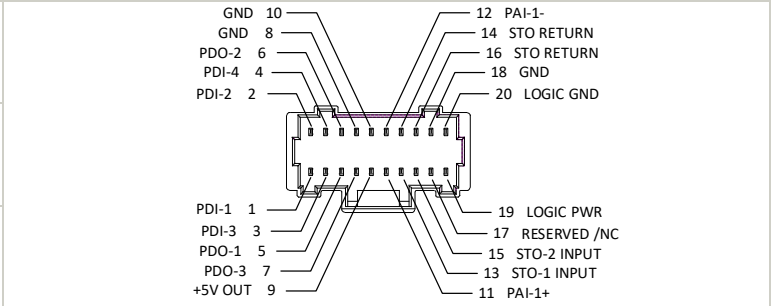 GND 10
GND 8
PDO-2 6
PDI-4 4
PDI-2 2
12 PAI-1-
14 STO RETURN
16 STO RETURN
18 GND
20 LOGIC GND
PDI-1 1
PDI-3 3
PDO-1 5
PDO-3 7
+5V OUT 9
19 LOGIC PWR
17 RESERVED /NC
15 STO-2 INPUT
13 STO-1 INPUT
11 PAI-1+